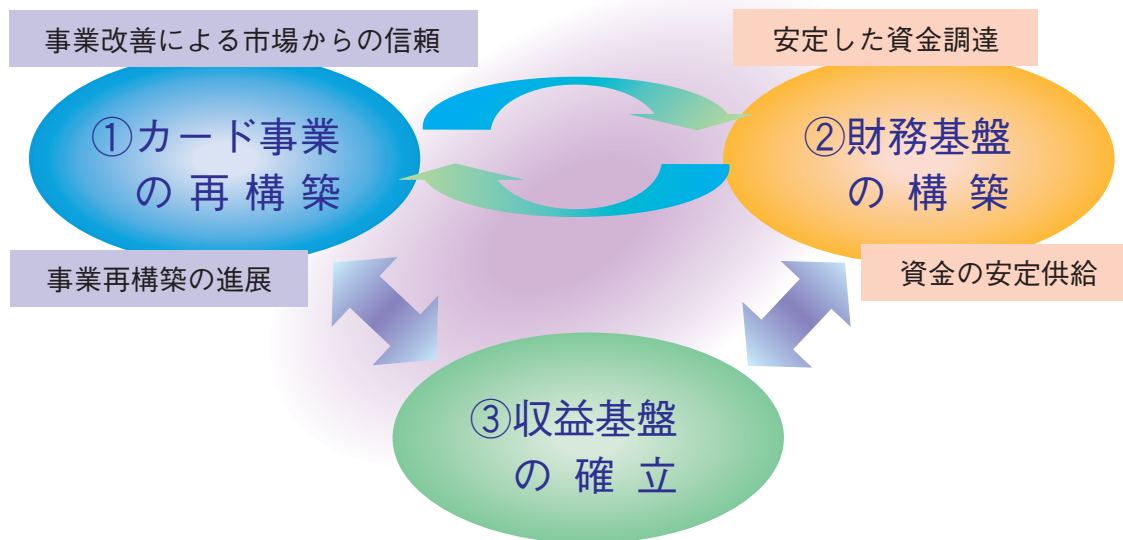 事業改善による市場からの信頼
安定した資金調達
①カード事業
の再構築
②財務基盤
の構築
事業再構築の進展
資金の安定供給
③収益基盤
の確立